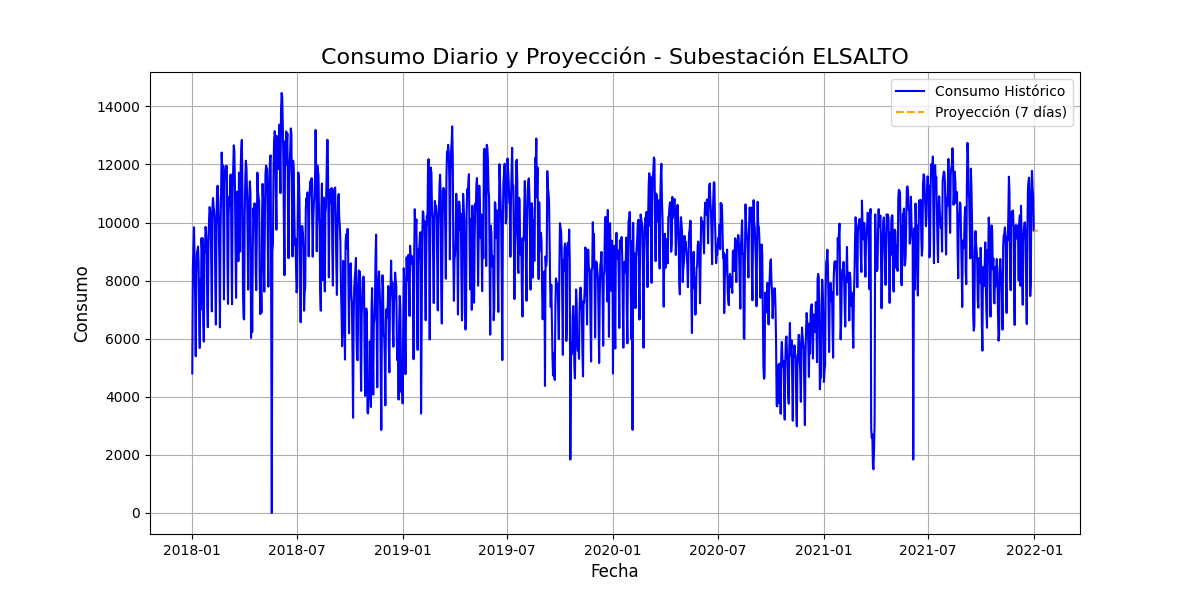 Consumo Diario y Proyección - Subestación ELSALTO
Consumo Histórico
Proyección (7 días)
14000
12000
10000
8000
6000
4000
2000
0
Consumo
2018-01 2018-07 2019-01 2019-07 2020-01 2020-07 2021-01 2021-07 2022-01
Fecha